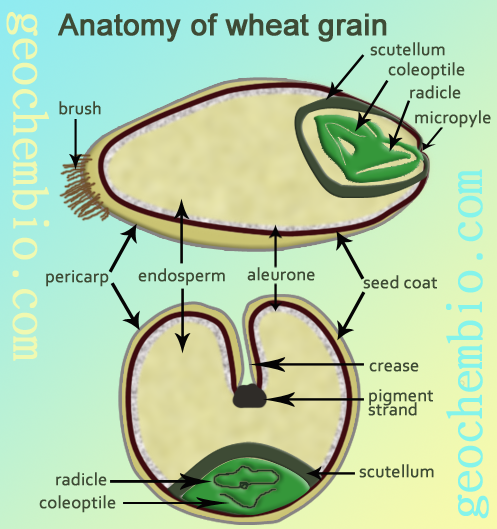 Anatomy of wheat grain
geochembio.com
scutellum
coleoptile
radicle
micropyle
brush
pericarp
endosperm
aleurone
seed coat
crease
pigment
strand
scutellum
radicle
coleoptile
geochembio.com